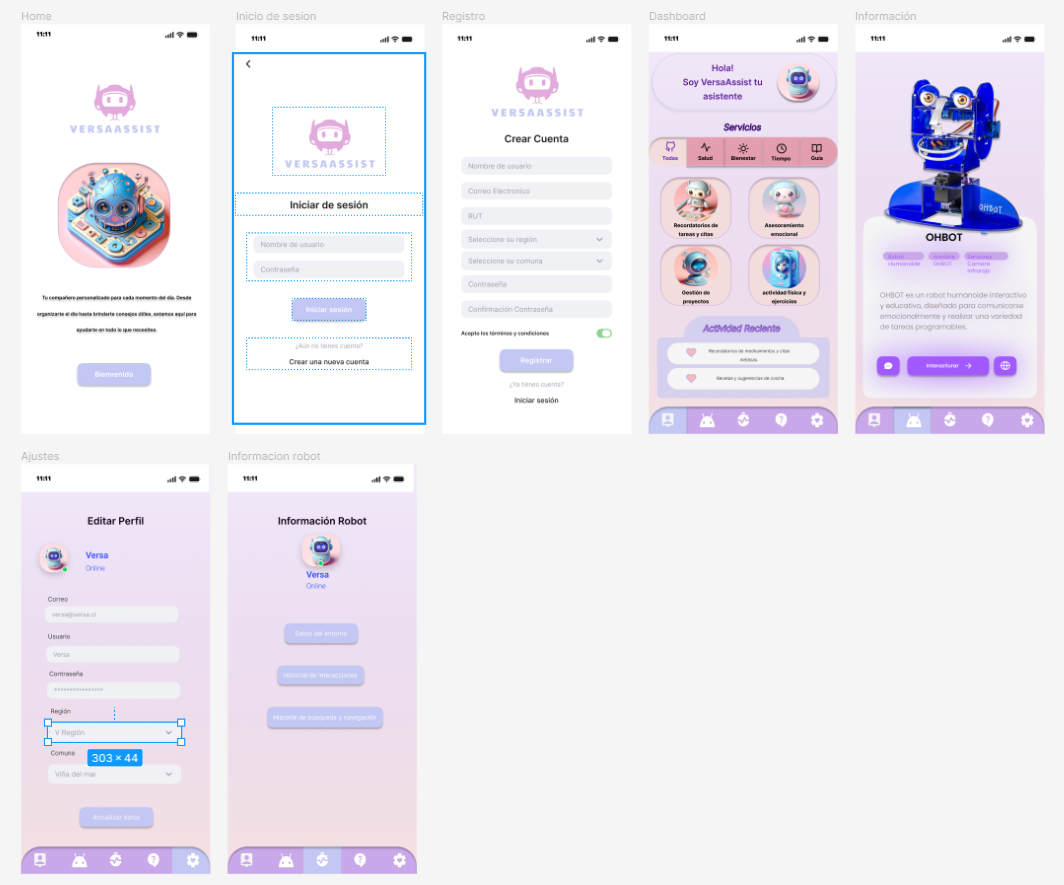 Home
11:11
VERSAASSIST
Tu compañero personalizado para cada momento del día. Desde
organizarte el día hasta brindarte consejos útiles, estamos aquí para
ayudarte en todo lo que necesites.
Bienvenido
Inicio de sesion
11:11
VERSAASSIST
Iniciar de sesión
Nombre de usuario
Contraseña
Iniciar sesión
¿Aún no tienes cuenta?
Crear una nueva cuenta
Registro
11:11
VERSAASSIST
Crear Cuenta
Nombre de usuario
Correo Electronico
RUT
Seleccione su región
Seleccione su comuna
Contraseña
Confirmación Contraseña
Acepto los términos y condiciones
Registrar
¿Ya tienes cuenta?
Iniciar sesión
Dashboard
11:11
Hola!
Soy VersaAssist tu
asistente
Servicios
Todas
Salud
Bienestar
Tiempo
Guia
Recordatorios de
tareas y citas
Asesoramiento
emocional
Gestión de
proyectos
actividad física y
ejercicios
Actividad Reciente
Recordatorios de medicamentos y citas
médicas.
Recetas y sugerencias de cocina.
Información
11:11
OHBOT
OHBOT
Robot
Humanoide
nombre
OHBOT
Sensores
Camara
Infrarojo
OHBOT es un robot humanoide interactivo
y educativo, diseñado para comunicarse
emocionalmente y realizar una variedad
de tareas programables.
Interactuar
Ajustes
11:11
Editar Perfil
Versa
Online
Correo
versa@versa.cl
Usuario
Versa
Contraseña
****************
Región
V Región
303 × 44
Comuna
Viña del mar
Actualizar datos
Informacion robot
11:11
Información Robot
Versa
Online
Datos del entorno
Historial de interacciones
Historial de busqueda y navegación